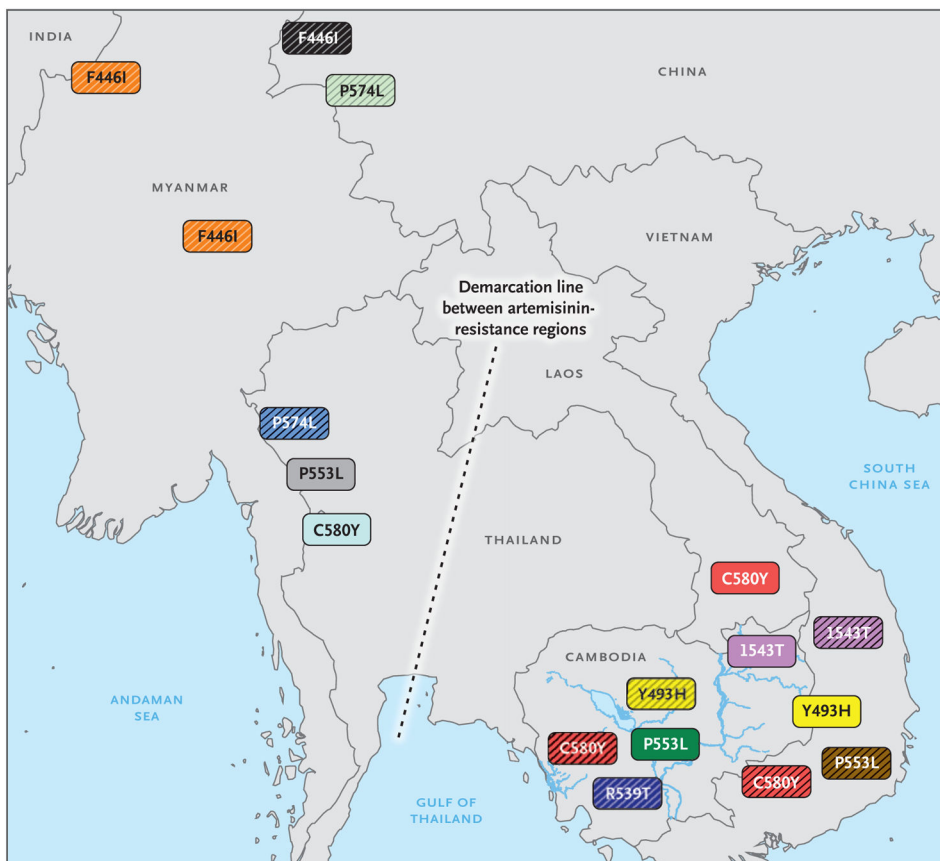 INDIA
F446I
F446I
P574L
CHINA
MYANMAR
F446I
VIETNAM
Demarcation line
between artemisinin-
resistance regions
LAOS
P574L
P553L
C580Y
SOUTH
CHINA SEA
THAILAND
C580Y
1543T
1543T
CAMBODIA
Y493H
Y493H
ANDAMAN
SEA
C580Y
P553L
P553L
C580Y
R539T
GULF OF
THAILAND